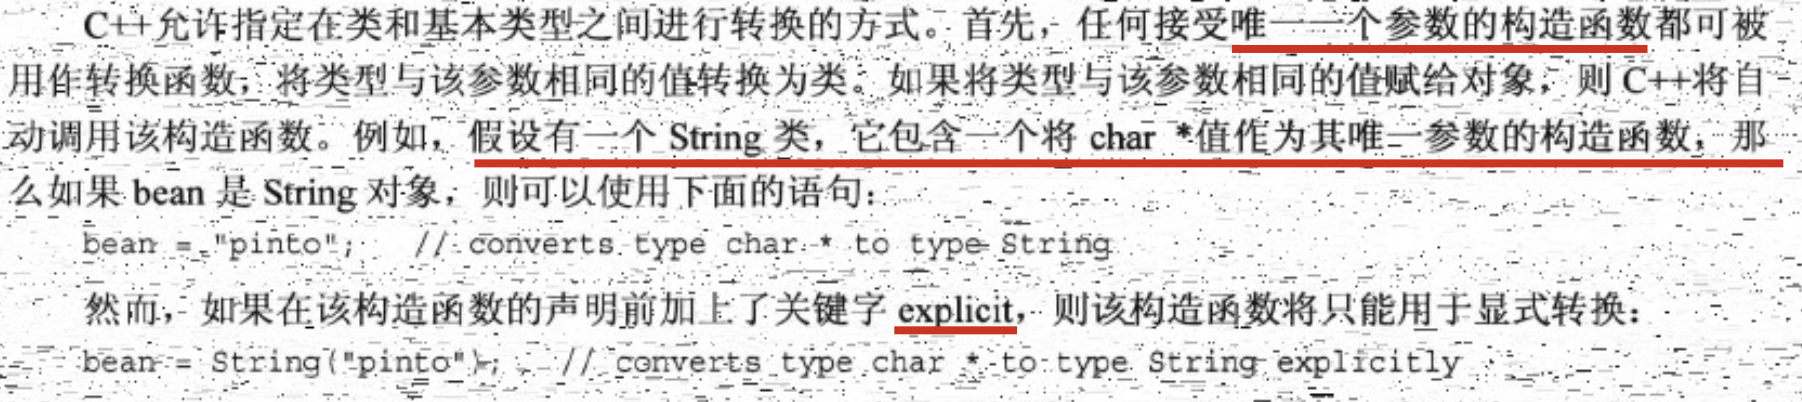 C++允许指定在类和基本类型之间进行转换的方式。首先，任何接受唯一一个参数的构造函数都可被
用作转换函数，将类型与该参数相同的值转换为类。如果将类型与该参数相同的值赋给对象，则 C++将自
动调用该构造函数。例如，假设有一个 String 类，它包含一个将 char *值作为其唯一参数的构造函数，那
么如果 bean 是 String 对象，则可以使用下面的语句：
bean = "pinto"; // converts type char * to type String
然而，如果在该构造函数的声明前加上了关键字 explicit，则该构造函数将只能用于显式转换：
bean = String("pinto"); // converts type char * to type String explicitly